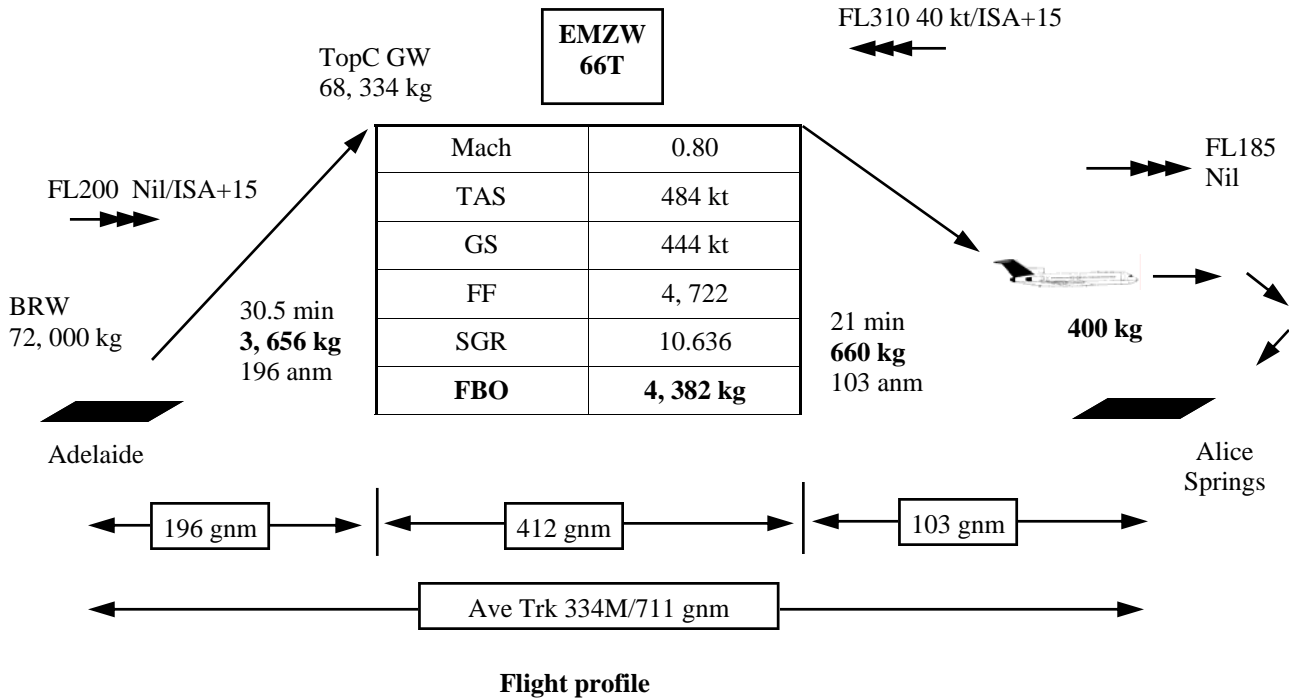 FL310 40 kt/ISA+15
EMZW
66T
TopC GW
68, 334 kg
Mach 0.80
TAS 484 kt
GS 444 kt
FF 4, 722
SGR 10.636
FBO 4, 382 kg
FL185
Nil
FL200 Nil/ISA+15
BRW
72, 000 kg
30.5 min
3, 656 kg
196 anm
21 min
660 kg
103 anm
400 kg
Adelaide
Alice
Springs
196 gnm
412 gnm
103 gnm
Ave Trk 334M/711 gnm
Flight profile